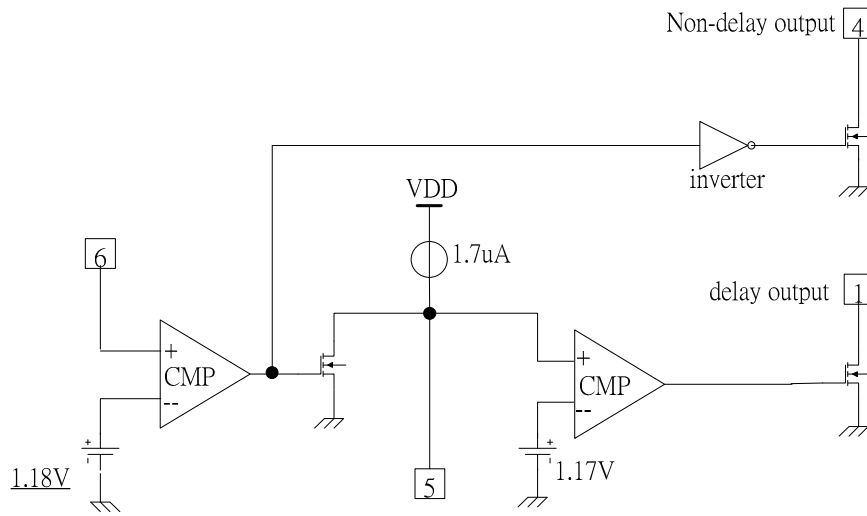 Non-delay output 4
inverter
VDD
6
1.7uA
delay output 1
+
CMP
--
+
CMP
--
+
-
1.18V
+
-
1.17V
5